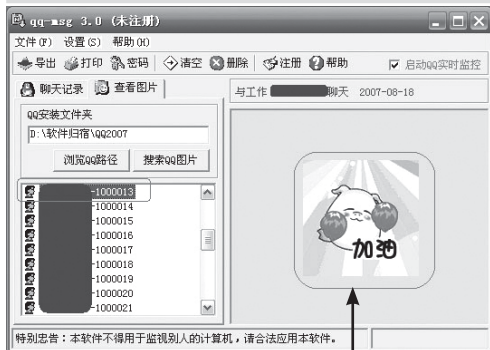 qq-msg 3.0 (未注册)
文件(F) 设置(S) 帮助(H)
导出 打印 密码 清空 删除 注册 帮助 启动QQ实时监控
聊天记录 查看图片
与工作 聊天 2007-08-18
QQ安装文件夹
D:\软件归宿\QQ2007
浏览QQ路径 搜索QQ图片
-1000013
-1000014
-1000015
-1000016
-1000017
-1000018
-1000019
-1000020
-1000021
加油
特别忠告：本软件不得用于监视别人的计算机，请合法应用本软件。